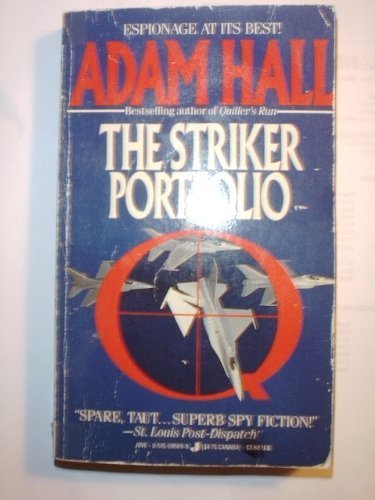 ESPIONAGE AT ITS BEST!
ADAM HALL
Bestselling author of Quiller's Run
THE STRIKER
PORTFOLIO
Q
"SPARE, TAUT...SUPERB SPY FICTION!"
—St. Louis Post-Dispatch
JOVE